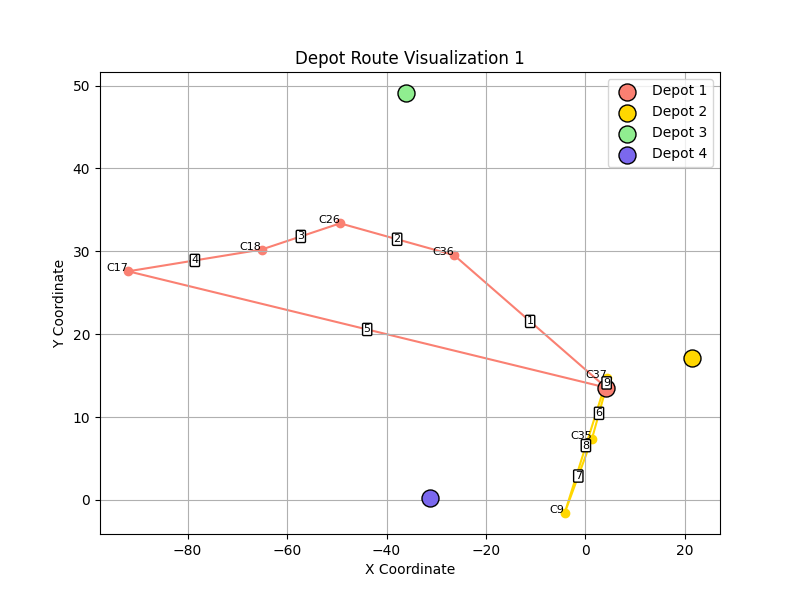 Depot Route Visualization 1
Depot 1
Depot 2
Depot 3
Depot 4
Y Coordinate
50
40
30
20
10
0
C26
C18
C36
C17
3
2
4
1
5
C37
9
6
C35
8
7
C9
−80
−60
−40
−20
0
20
X Coordinate